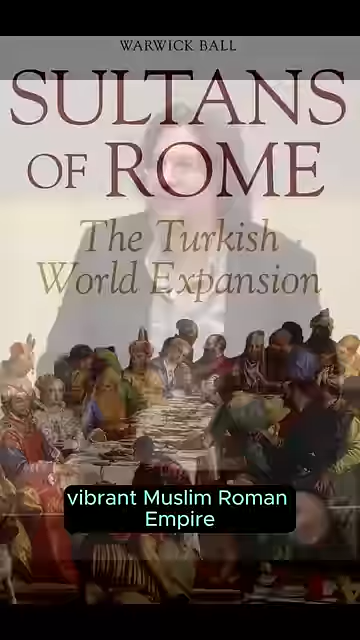 WARWICK BALL
SULTANS
OF ROME
The Turkish
World Expansion
vibrant Muslim Roman
Empire